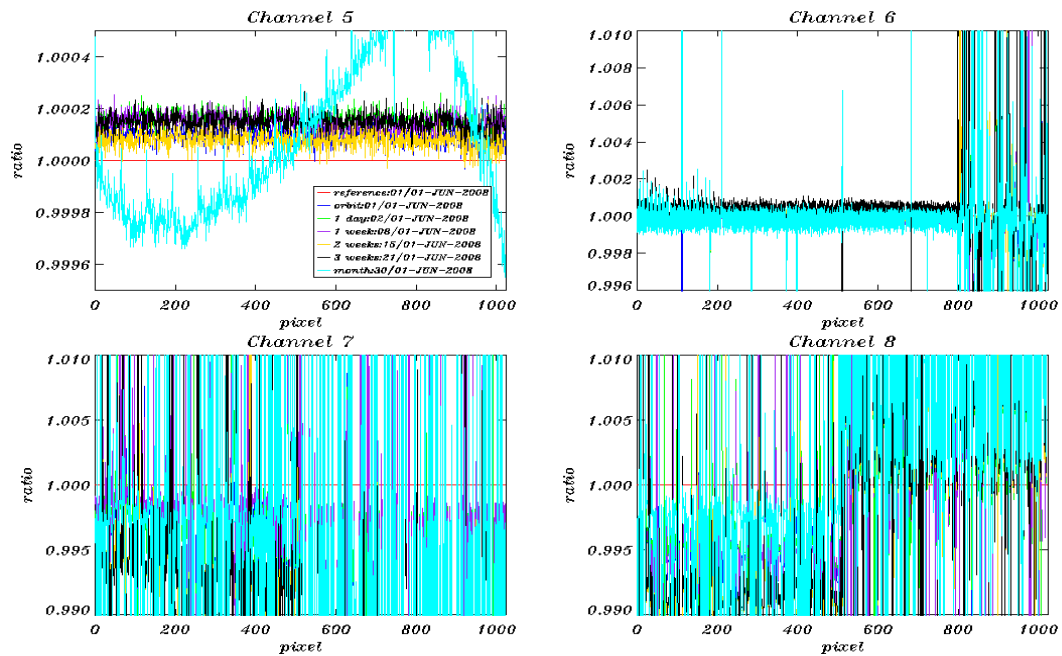 Channel 5
ratio
1.0004
1.0002
1.0000
0.9998
0.9996
reference:01/01-JUN-2008
orbit:01/01-JUN-2008
1 day:02/01-JUN-2008
1 week:08/01-JUN-2008
2 weeks:15/01-JUN-2008
3 weeks:21/01-JUN-2008
month:30/01-JUN-2008
0 200 400 600 800 1000
pixel
Channel 6
ratio
1.010
1.008
1.006
1.004
1.002
1.000
0.998
0.996
0 200 400 600 800 1000
pixel
Channel 7
ratio
1.010
1.005
1.000
0.995
0.990
0 200 400 600 800 1000
pixel
Channel 8
ratio
1.010
1.005
1.000
0.995
0.990
0 200 400 600 800 1000
pixel